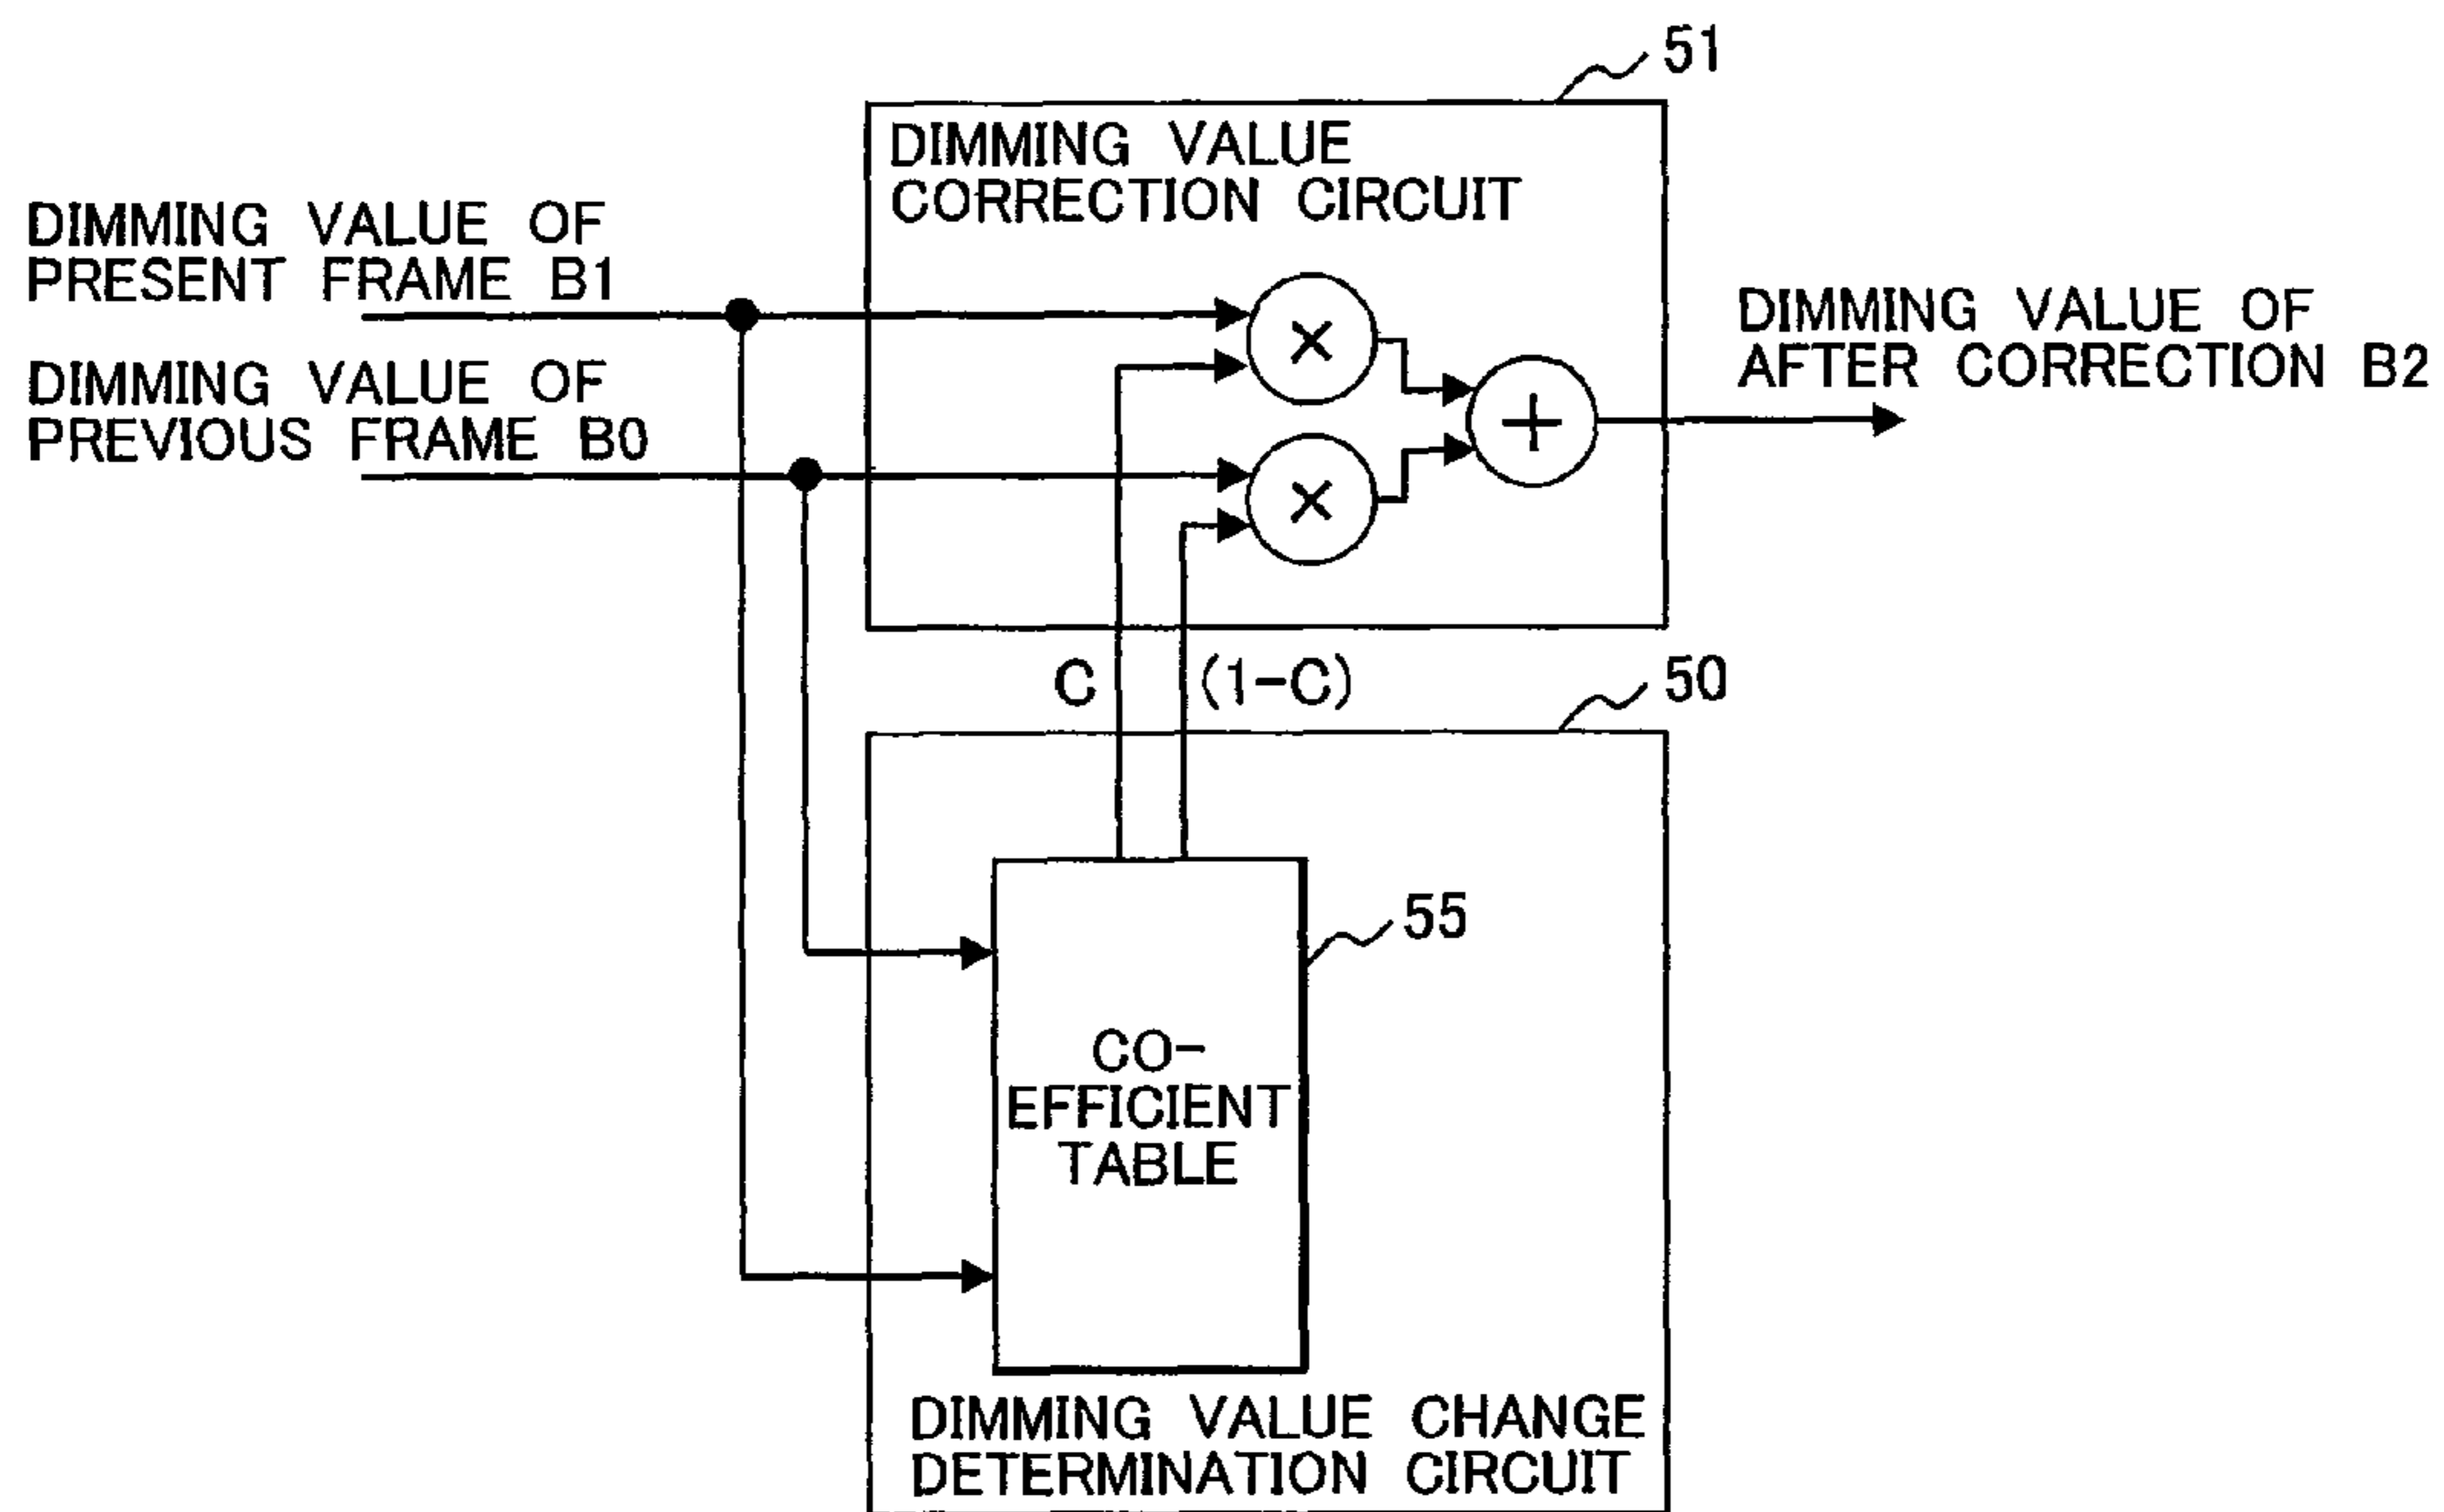 51
DIMMING VALUE
CORRECTION CIRCUIT
DIMMING VALUE OF
PRESENT FRAME B1
DIMMING VALUE OF
PREVIOUS FRAME B0
×
×
+
DIMMING VALUE OF
AFTER CORRECTION B2
C
(1-C)
50
55
CO-
EFFICIENT
TABLE
DIMMING VALUE CHANGE
DETERMINATION CIRCUIT